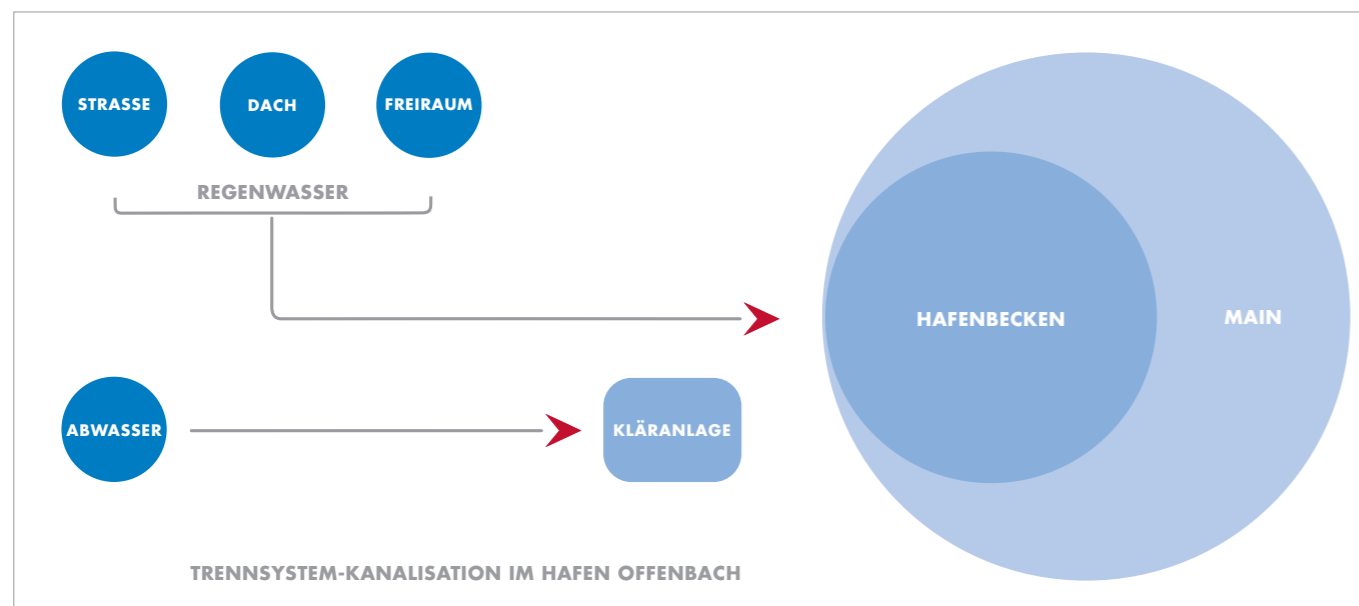 STRASSE
DACH
FREIRAUM
REGENWASSER
HAFENBECKEN
MAIN
ABWASSER
KLÄRANLAGE
TRENNSYSTEM-KANALISATION IM HAFEN OFFENBACH